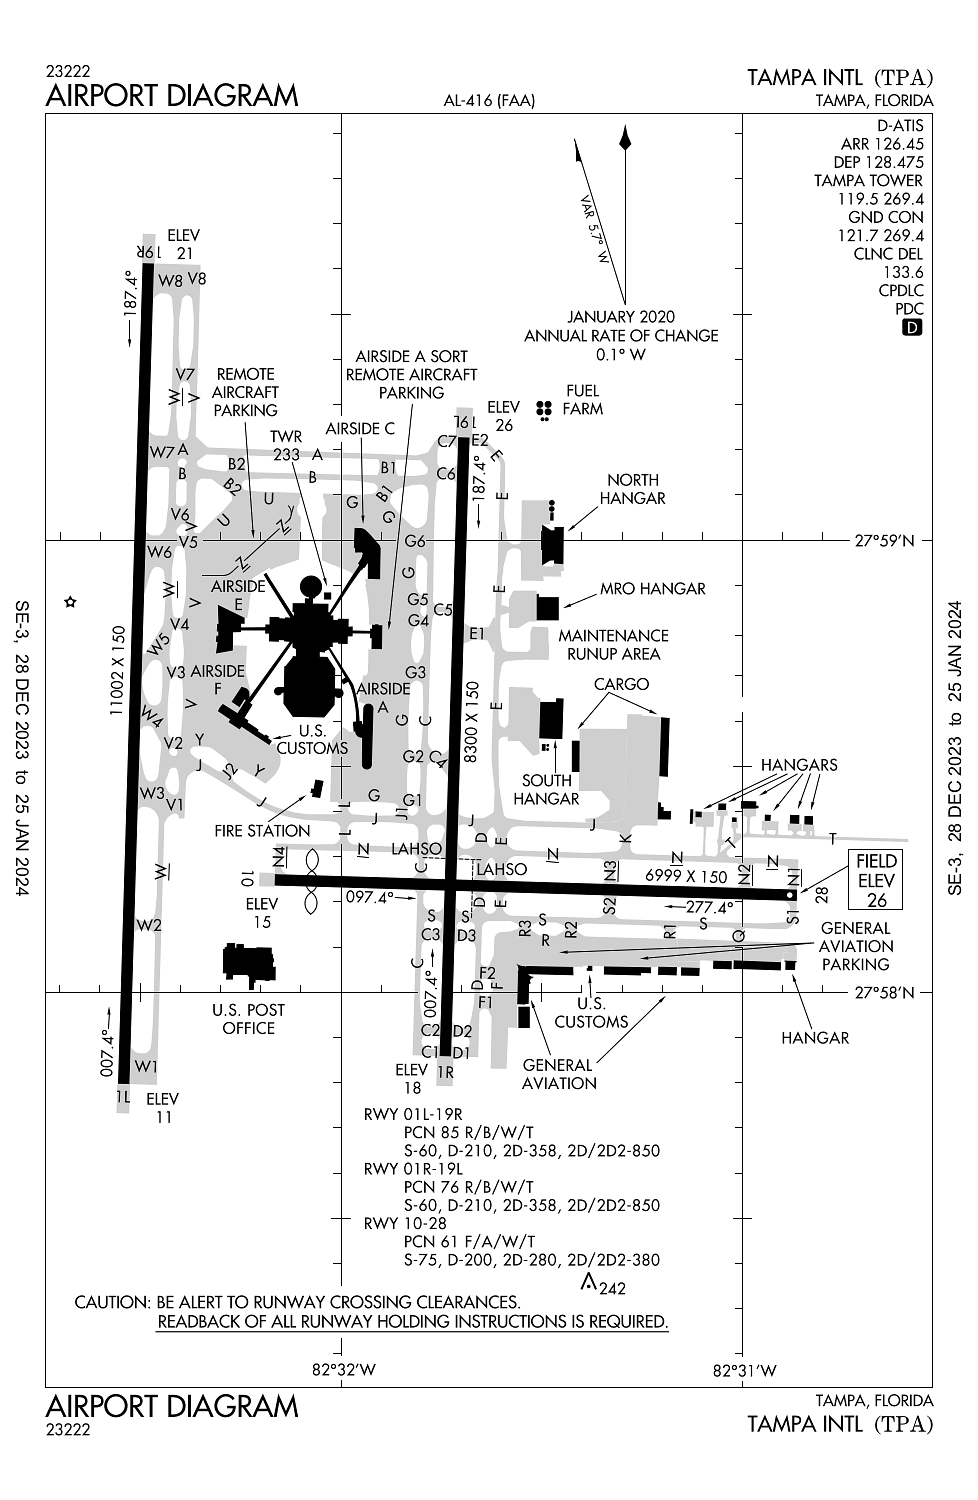 23222
AIRPORT DIAGRAM
AL-416 (FAA)
TAMPA INTL (TPA)
TAMPA, FLORIDA
D-ATIS
ARR 126.45
DEP 128.475
TAMPA TOWER
119.5 269.4
GND CON
121.7 269.4
CLNC DEL
133.6
CPDLC
PDC
D
VAR 5.7° W
JANUARY 2020
ANNUAL RATE OF CHANGE
0.1° W
ELEV
21
19R
W8 V8
187.4°
V7
W
V
REMOTE
AIRCRAFT
PARKING
AIRSIDE A SORT
REMOTE AIRCRAFT
PARKING
AIRSIDE C
TWR
233
ELEV
26
FUEL
FARM
19L
C7 E2
E
W7 A
A
B
B2
B
B1
C6
187.4°
E
B2
U
G
B1
NORTH
HANGAR
V6
V
U
Y
Z
G
V5
G6
27°59'N
W6
Z
G
W
AIRSIDE
E
E
MRO HANGAR
V
G5
C5
V4
G4
E1
W5
MAINTENANCE
RUNUP AREA
11002 X 150
V3
AIRSIDE
F
G3
AIRSIDE
A
CARGO
W4
V
G
C
E
8300 X 150
U.S.
CUSTOMS
V2
Y
G2
C4
J
J2
Y
SOUTH
HANGAR
HANGARS
W3
V1
J
L
G
G1
FIRE STATION
J
J1
J
J
L
D
E
K
T
T
LAHSO
N4
N
N
N
N
LAHSO
C
N3
N2
N1
W
10
6999 X 150
28
FIELD
ELEV
26
097.4°
277.4°
ELEV
15
D
E
S
S
S
S
S2
S1
W2
C3
D3
R3
R
R2
R1
Q
GENERAL
AVIATION
PARKING
C
007.4°
D
F
F2
F1
27°58'N
U.S. POST
OFFICE
U.S.
CUSTOMS
HANGAR
007.4°
C2 D2
C1 D1
W1
ELEV
18
1R
GENERAL
AVIATION
1L
ELEV
11
RWY 01L-19R
PCN 85 R/B/W/T
S-60, D-210, 2D-358, 2D/2D2-850
RWY 01R-19L
PCN 76 R/B/W/T
S-60, D-210, 2D-358, 2D/2D2-850
RWY 10-28
PCN 61 F/A/W/T
S-75, D-200, 2D-280, 2D/2D2-380
242
CAUTION: BE ALERT TO RUNWAY CROSSING CLEARANCES.
READBACK OF ALL RUNWAY HOLDING INSTRUCTIONS IS REQUIRED.
82°32'W
82°31'W
AIRPORT DIAGRAM
23222
TAMPA, FLORIDA
TAMPA INTL (TPA)
SE-3, 28 DEC 2023 to 25 JAN 2024
SE-3, 28 DEC 2023 to 25 JAN 2024